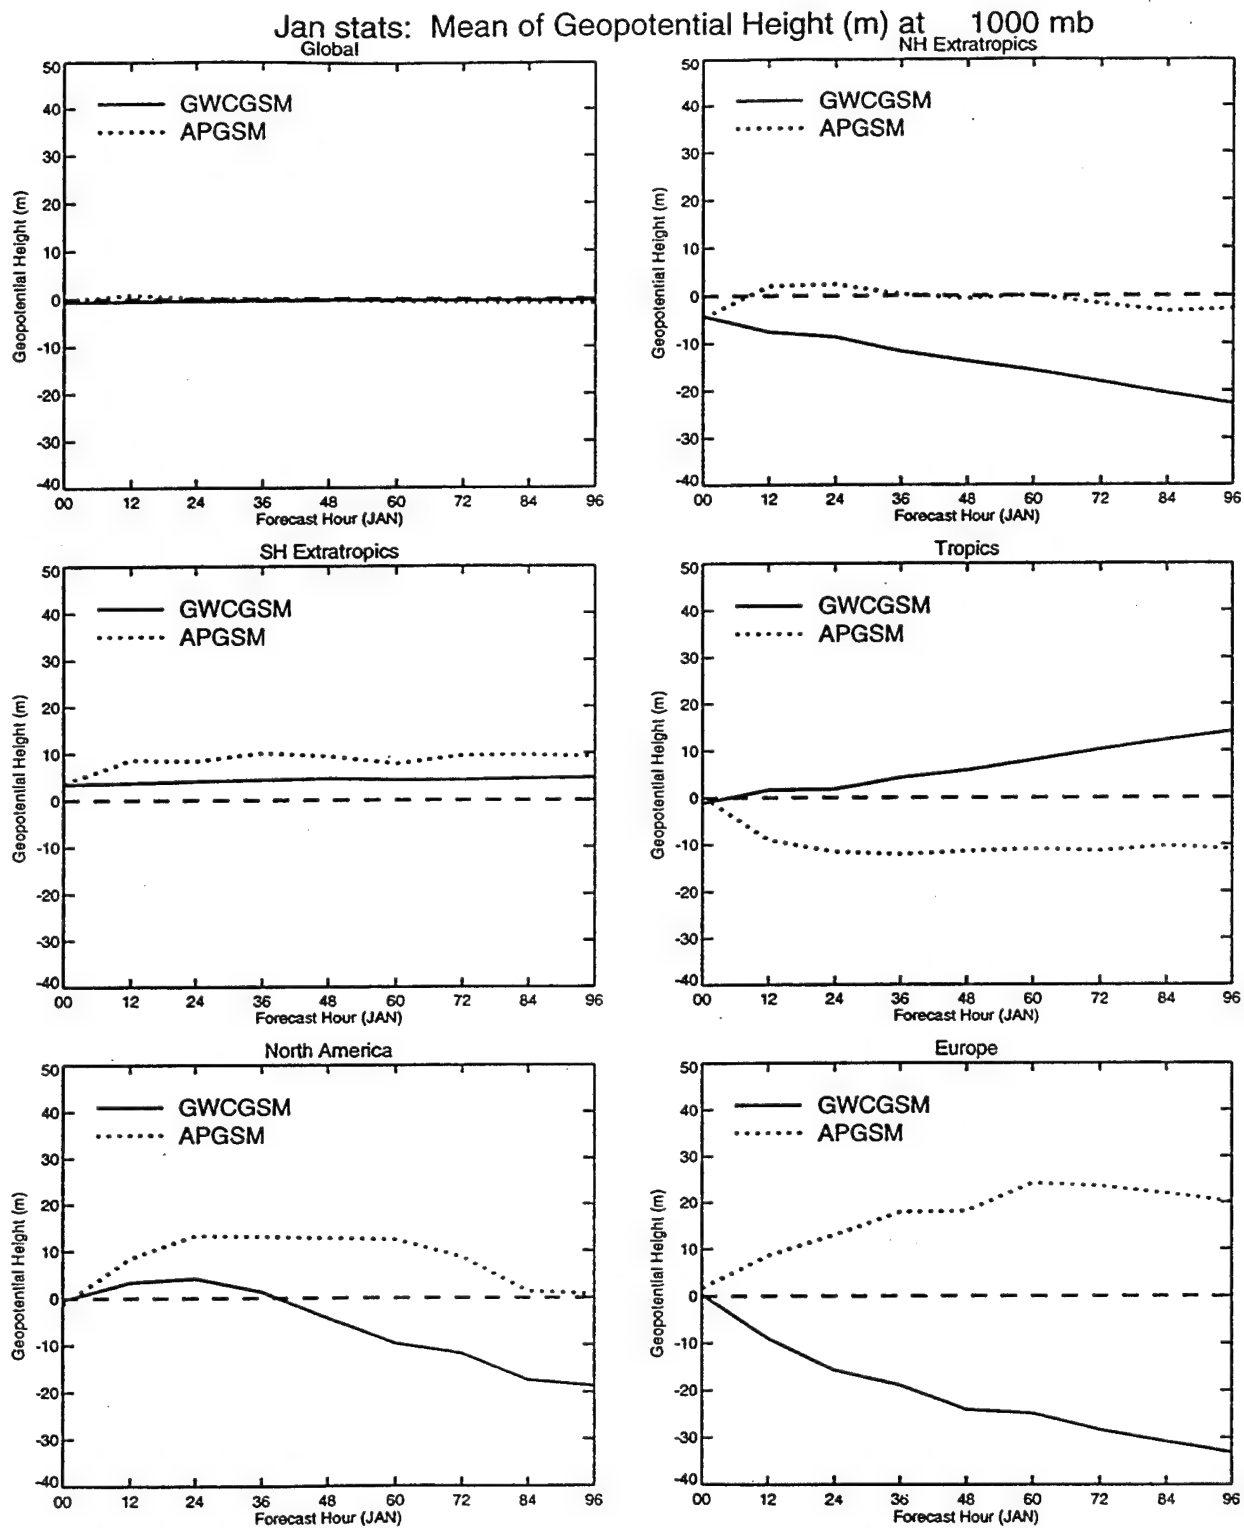 Jan stats: Mean of Geopotential Height (m) at 1000 mb
Global
50
40
30
20
10
0
-10
-20
-30
-40
Geopotential Height (m)
GWCGSM
APGSM
00 12 24 36 48 60 72 84 96
Forecast Hour (JAN)
NH Extratropics
50
40
30
20
10
0
-10
-20
-30
-40
Geopotential Height (m)
GWCGSM
APGSM
00 12 24 36 48 60 72 84 96
Forecast Hour (JAN)
SH Extratropics
50
40
30
20
10
0
-10
-20
-30
-40
Geopotential Height (m)
GWCGSM
APGSM
00 12 24 36 48 60 72 84 96
Forecast Hour (JAN)
Tropics
50
40
30
20
10
0
-10
-20
-30
-40
Geopotential Height (m)
GWCGSM
APGSM
00 12 24 36 48 60 72 84 96
Forecast Hour (JAN)
North America
50
40
30
20
10
0
-10
-20
-30
-40
Geopotential Height (m)
GWCGSM
APGSM
00 12 24 36 48 60 72 84 96
Forecast Hour (JAN)
Europe
50
40
30
20
10
0
-10
-20
-30
-40
Geopotential Height (m)
GWCGSM
APGSM
00 12 24 36 48 60 72 84 96
Forecast Hour (JAN)